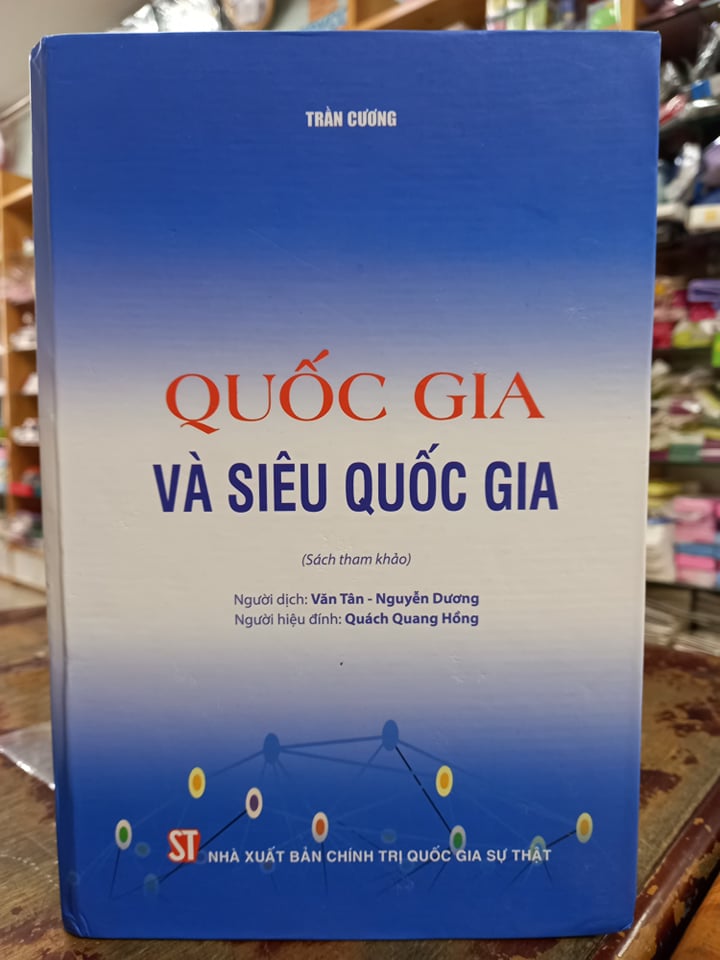 TRẦN CƯƠNG
QUỐC GIA
VÀ SIÊU QUỐC GIA
(Sách tham khảo)
Người dịch: Văn Tân - Nguyễn Dương
Người hiệu đính: Quách Quang Hồng
ST NHÀ XUẤT BẢN CHÍNH TRỊ QUỐC GIA SỰ THẬT